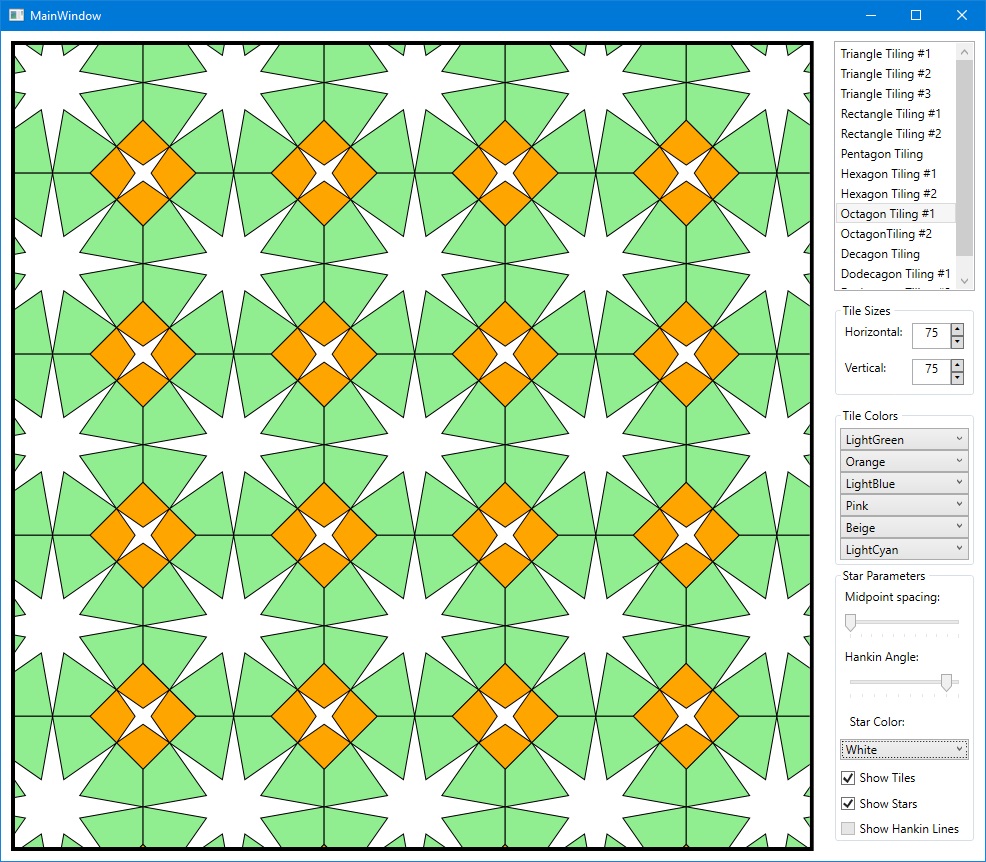 MainWindow
Triangle Tiling #1
Triangle Tiling #2
Triangle Tiling #3
Rectangle Tiling #1
Rectangle Tiling #2
Pentagon Tiling
Hexagon Tiling #1
Hexagon Tiling #2
Octagon Tiling #1
OctagonTiling #2
Decagon Tiling
Dodecagon Tiling #1
Tile Sizes
Horizontal: 75
Vertical: 75
Tile Colors
LightGreen
Orange
LightBlue
Pink
Beige
LightCyan
Star Parameters
Midpoint spacing:
Hankin Angle:
Star Color:
White
Show Tiles
Show Stars
Show Hankin Lines